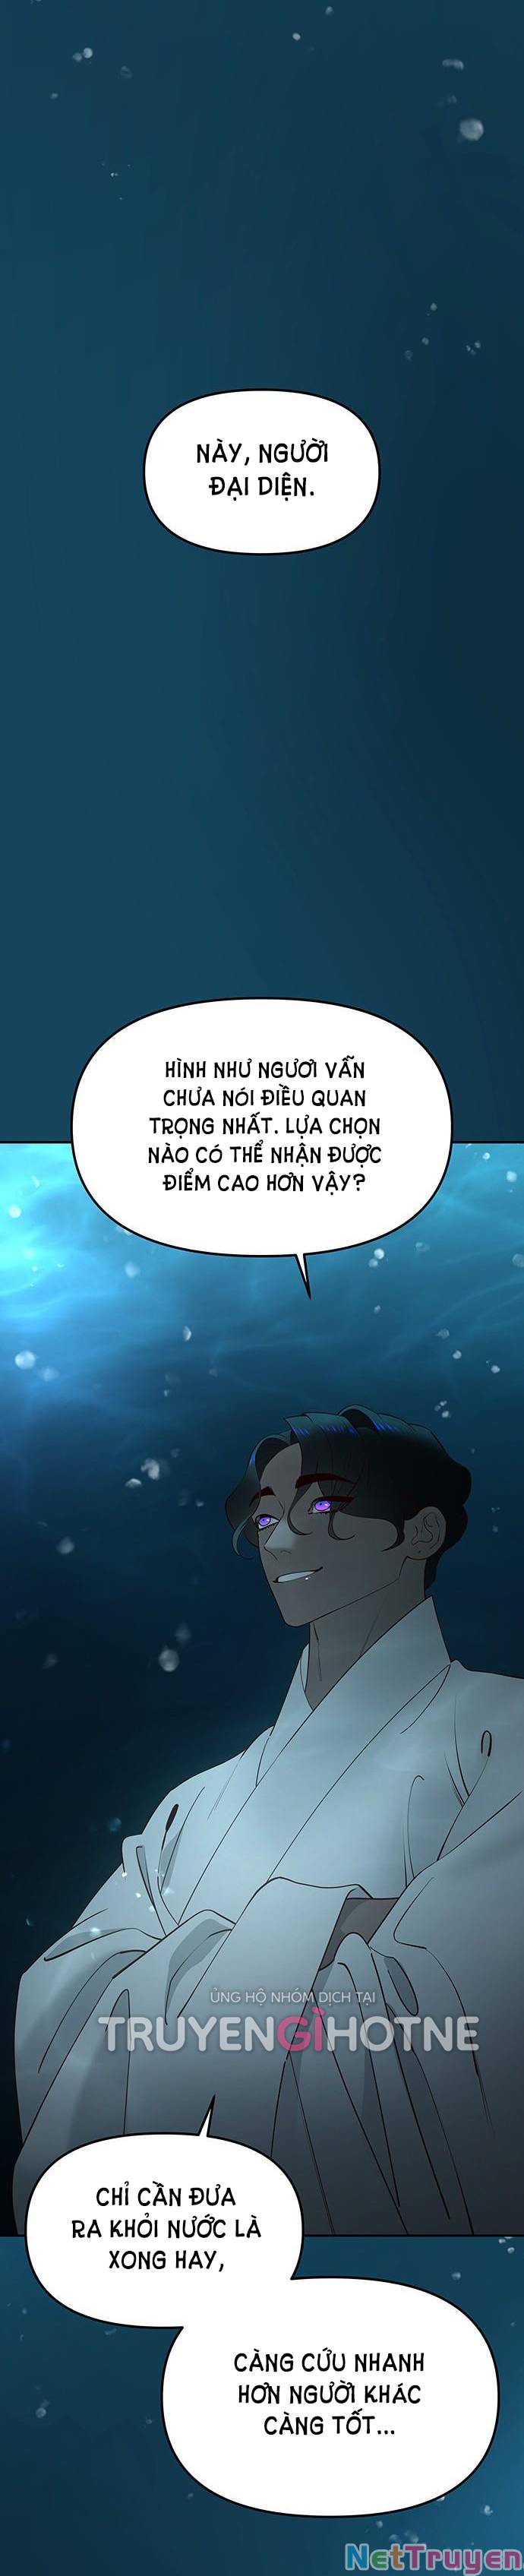 NÀY, NGƯỜI
ĐẠI DIỆN.
HÌNH NHƯ NGƯƠI VẪN
CHƯA NÓI ĐIỀU QUAN
TRỌNG NHẤT. LỰA CHỌN
NÀO CÓ THỂ NHẬN ĐƯỢC
ĐIỂM CAO HƠN VẬY?
ỦNG HỘ NHÓM DỊCH TẠI
TRUYENGIHOTNE
CHỈ CẦN ĐƯA
RA KHỎI NƯỚC LÀ
XONG HAY,
CÀNG CỨU NHANH
HƠN NGƯỜI KHÁC
CÀNG TỐT...
NetTruyen